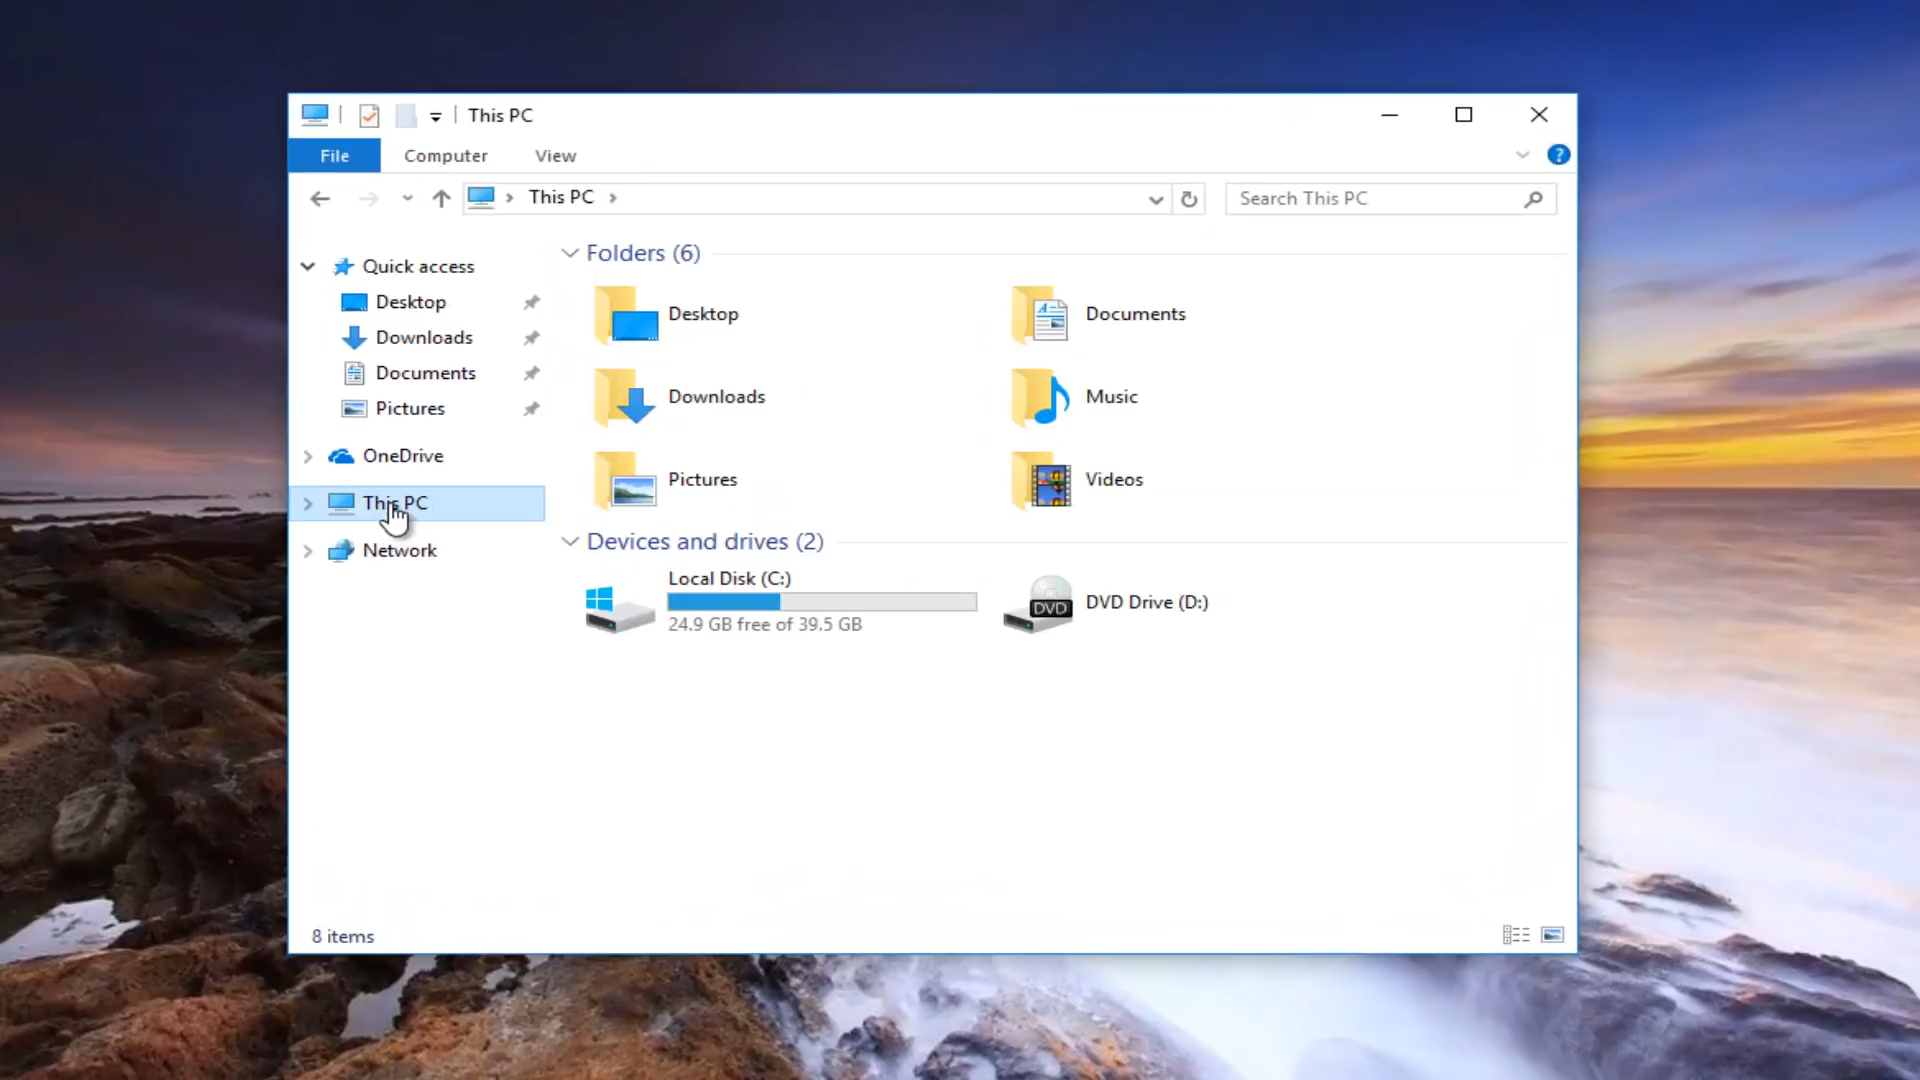 This PC
File Computer View ?
This PC
Search This PC
Quick access
Desktop
Downloads
Documents
Pictures
OneDrive
This PC
Network
Folders (6)
Desktop
Documents
Downloads
Music
Pictures
Videos
Devices and drives (2)
Local Disk (C:)
24.9 GB free of 39.5 GB
DVD
DVD Drive (D:)
8 items